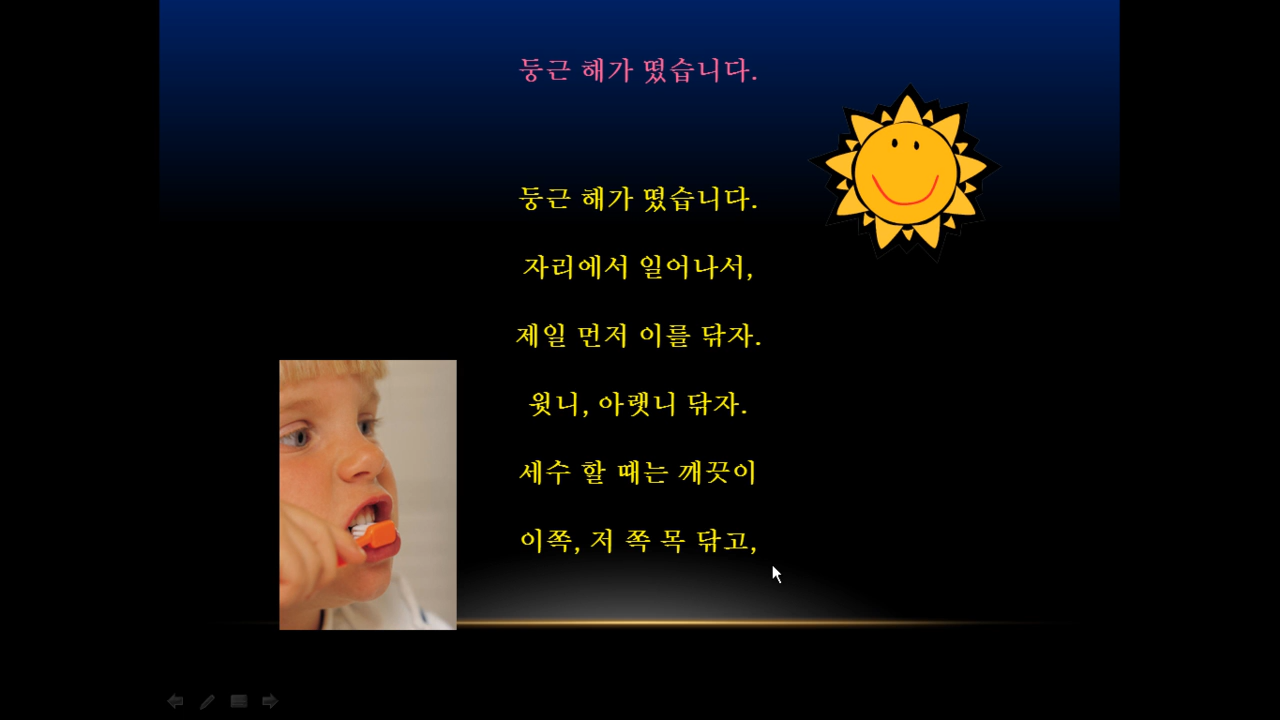 둥근 해가 떴습니다.
둥근 해가 떴습니다.
자리에서 일어나서,
제일 먼저 이를 닦자.
윗니, 아랫니 닦자.
세수 할 때는 깨끗이
이쪽, 저 쪽 목 닦고,